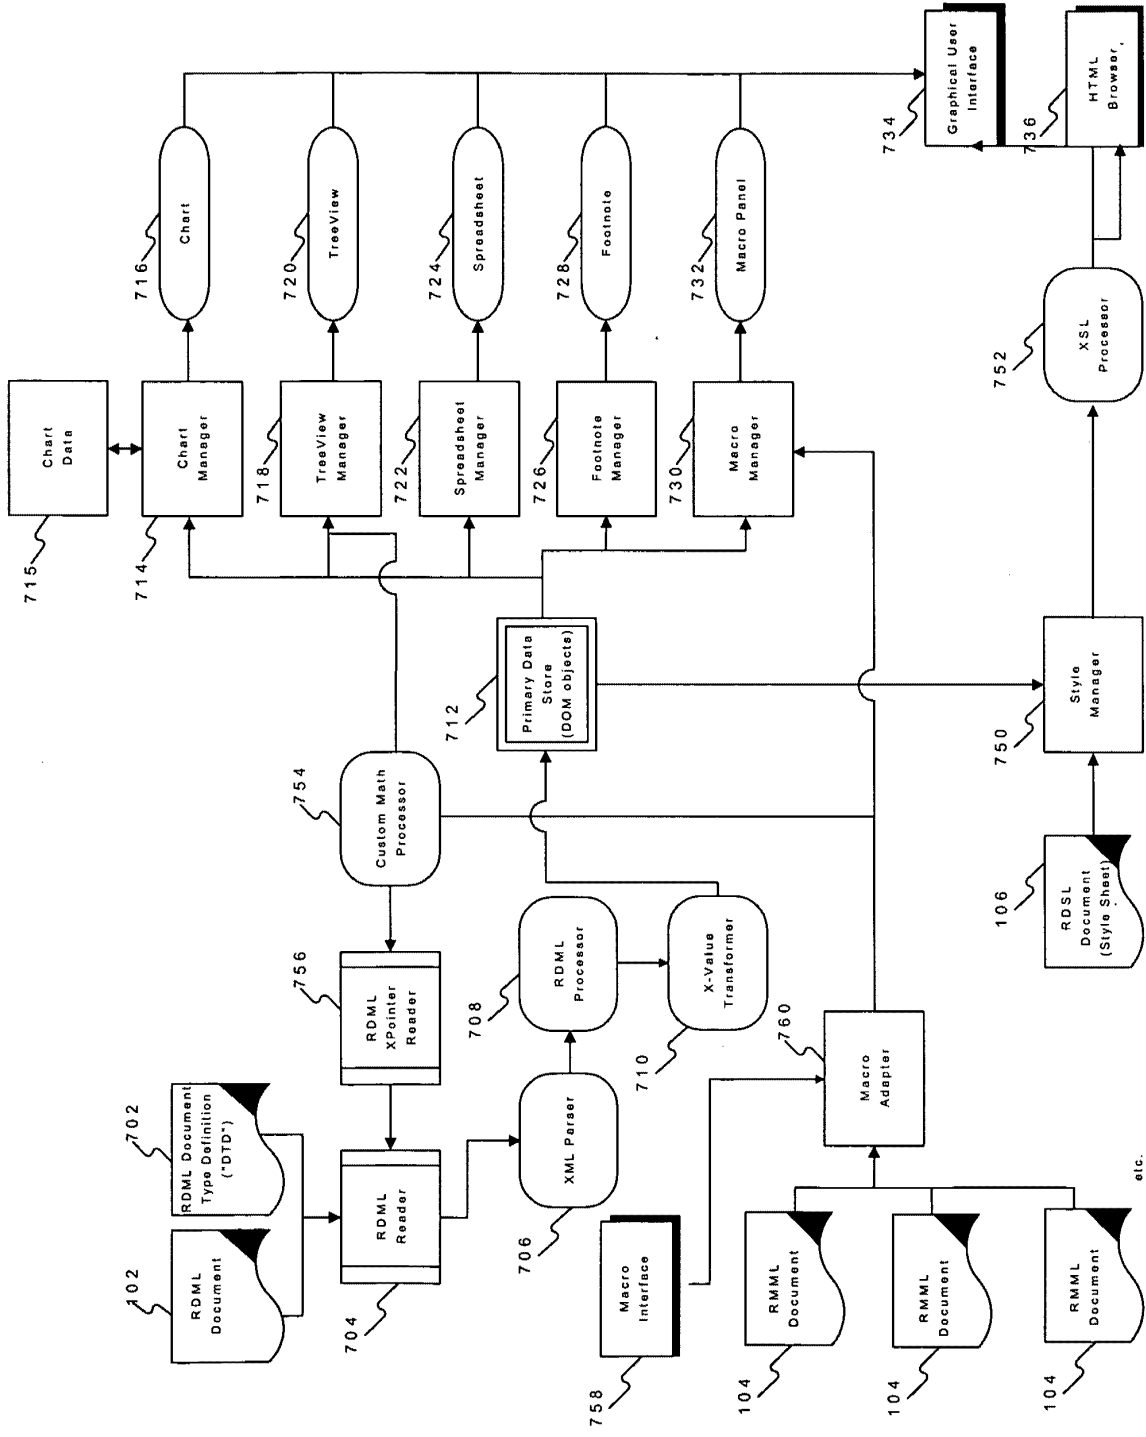 715
Chart
Data
102
RDML
Document
702
RDML Document
Type Definition
("DTD")
714
Chart
Manager
716
Chart
704
RDML
Reader
756
RDML
XPointer
Reader
754
Custom Math
Processor
718
TreeView
Manager
720
TreeView
706
XML Parser
708
RDML
Processor
712
Primary Data
Store
(DOM objects)
722
Spreadsheet
Manager
724
Spreadsheet
758
Macro
Interface
710
X-Value
Transformer
726
Footnote
Manager
728
Footnote
730
Macro
Manager
732
Macro Panel
104
RMML
Document
760
Macro
Adapter
104
RMML
Document
734
Graphical User
Interface
104
RMML
Document
etc.
106
RDSL
Document
(Style Sheet)
750
Style
Manager
752
XSL
Processor
736
HTML
Browser